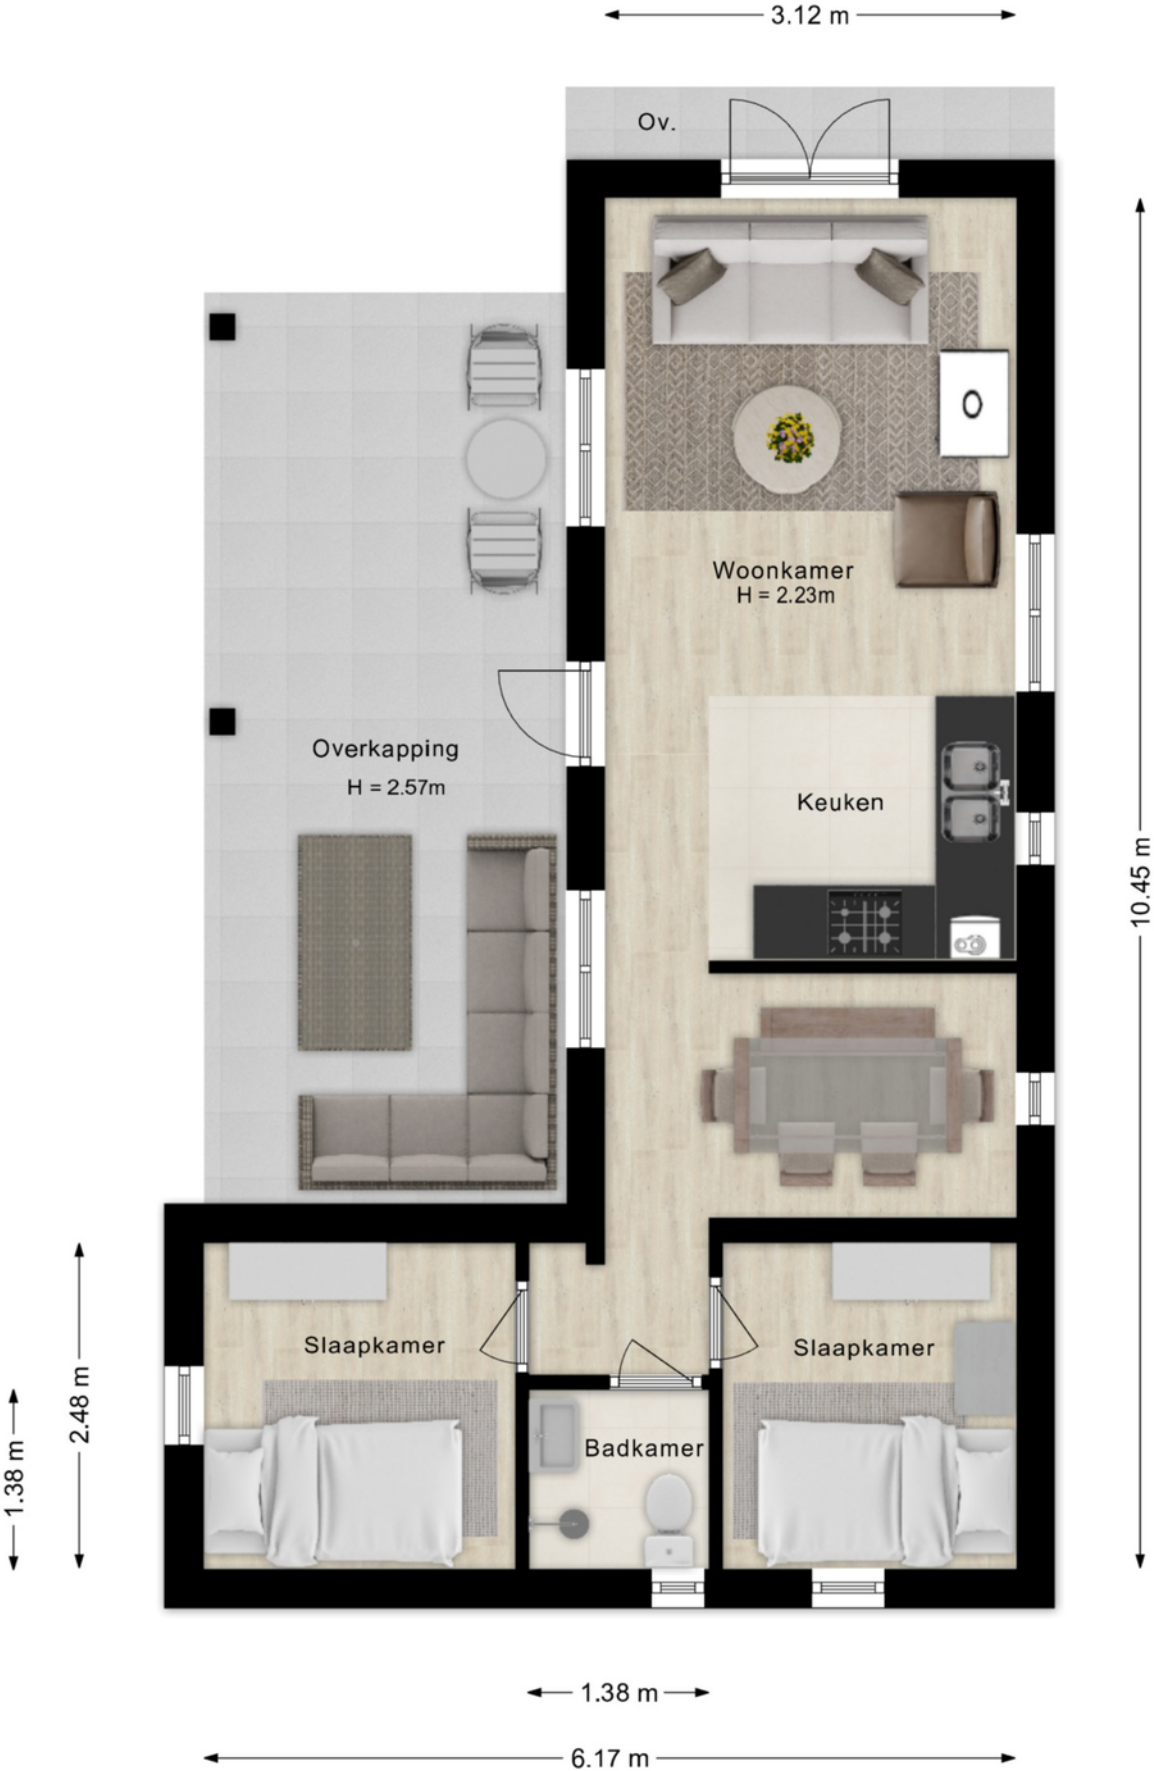 3.12 m
Ov.
Woonkamer
H = 2.23m
Overkapping
H = 2.57m
Keuken
10.45 m
Slaapkamer
Slaapkamer
2.48 m
1.38 m
Badkamer
1.38 m
6.17 m